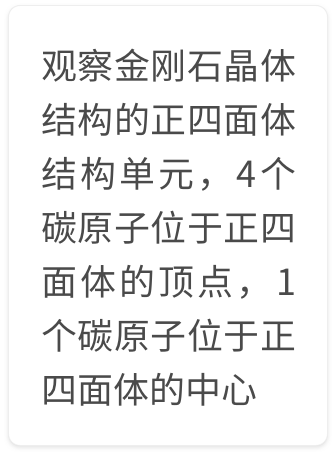 观察金刚石晶体
结构的正四面体
结构单元，4个
碳原子位于正四
面体的顶点，1
个碳原子位于正
四面体的中心